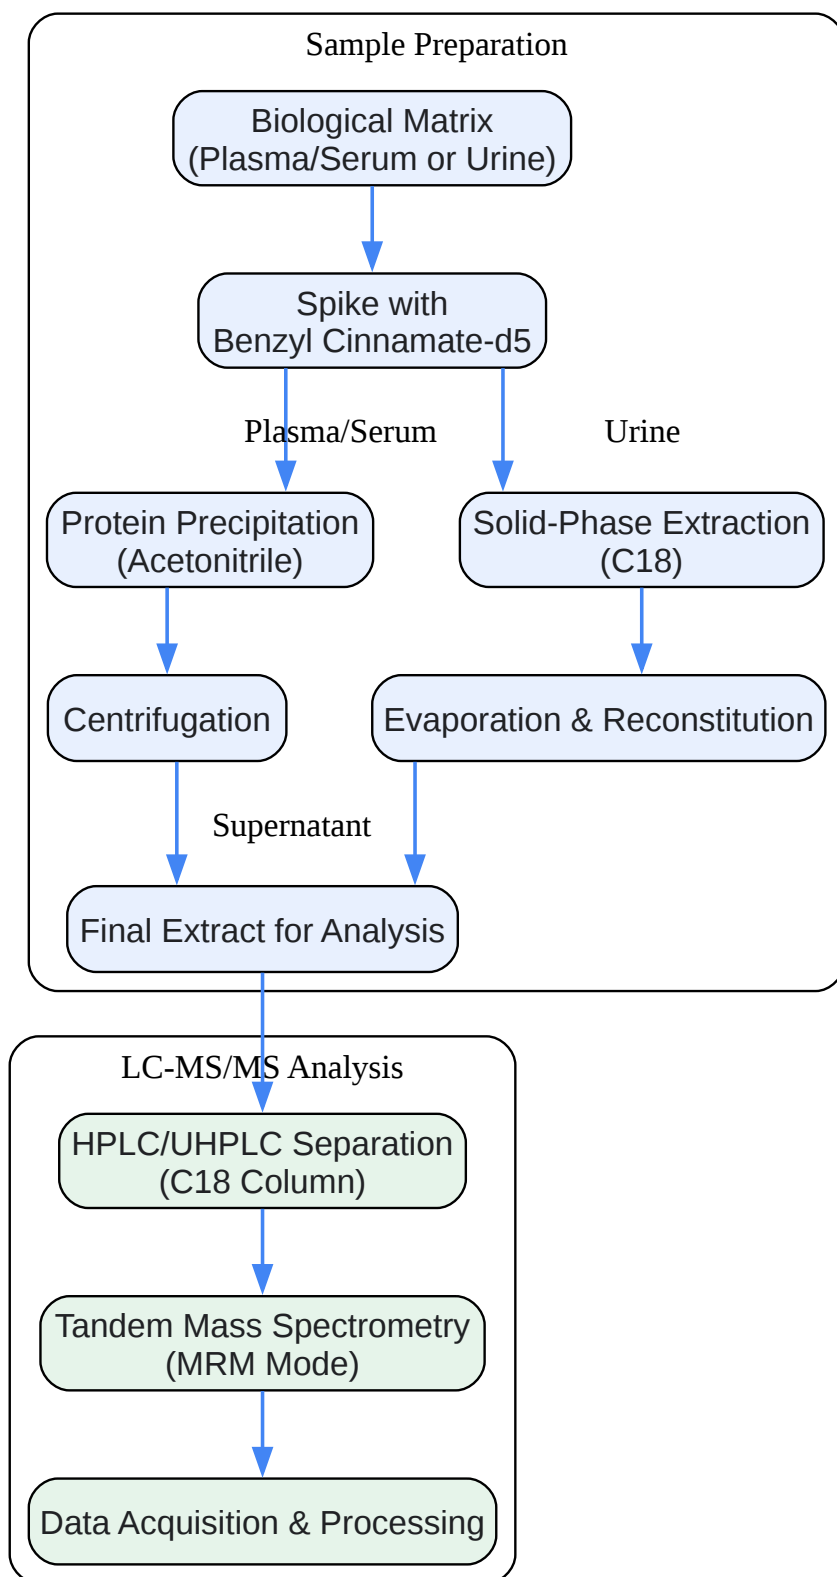 Sample Preparation
Biological Matrix
(Plasma/Serum or Urine)
Spike with
Benzyl Cinnamate-d5
Plasma/Serum
Urine
Protein Precipitation
(Acetonitrile)
Solid-Phase Extraction
(C18)
Centrifugation
Evaporation & Reconstitution
Supernatant
Final Extract for Analysis
LC-MS/MS Analysis
HPLC/UHPLC Separation
(C18 Column)
Tandem Mass Spectrometry
(MRM Mode)
Data Acquisition & Processing